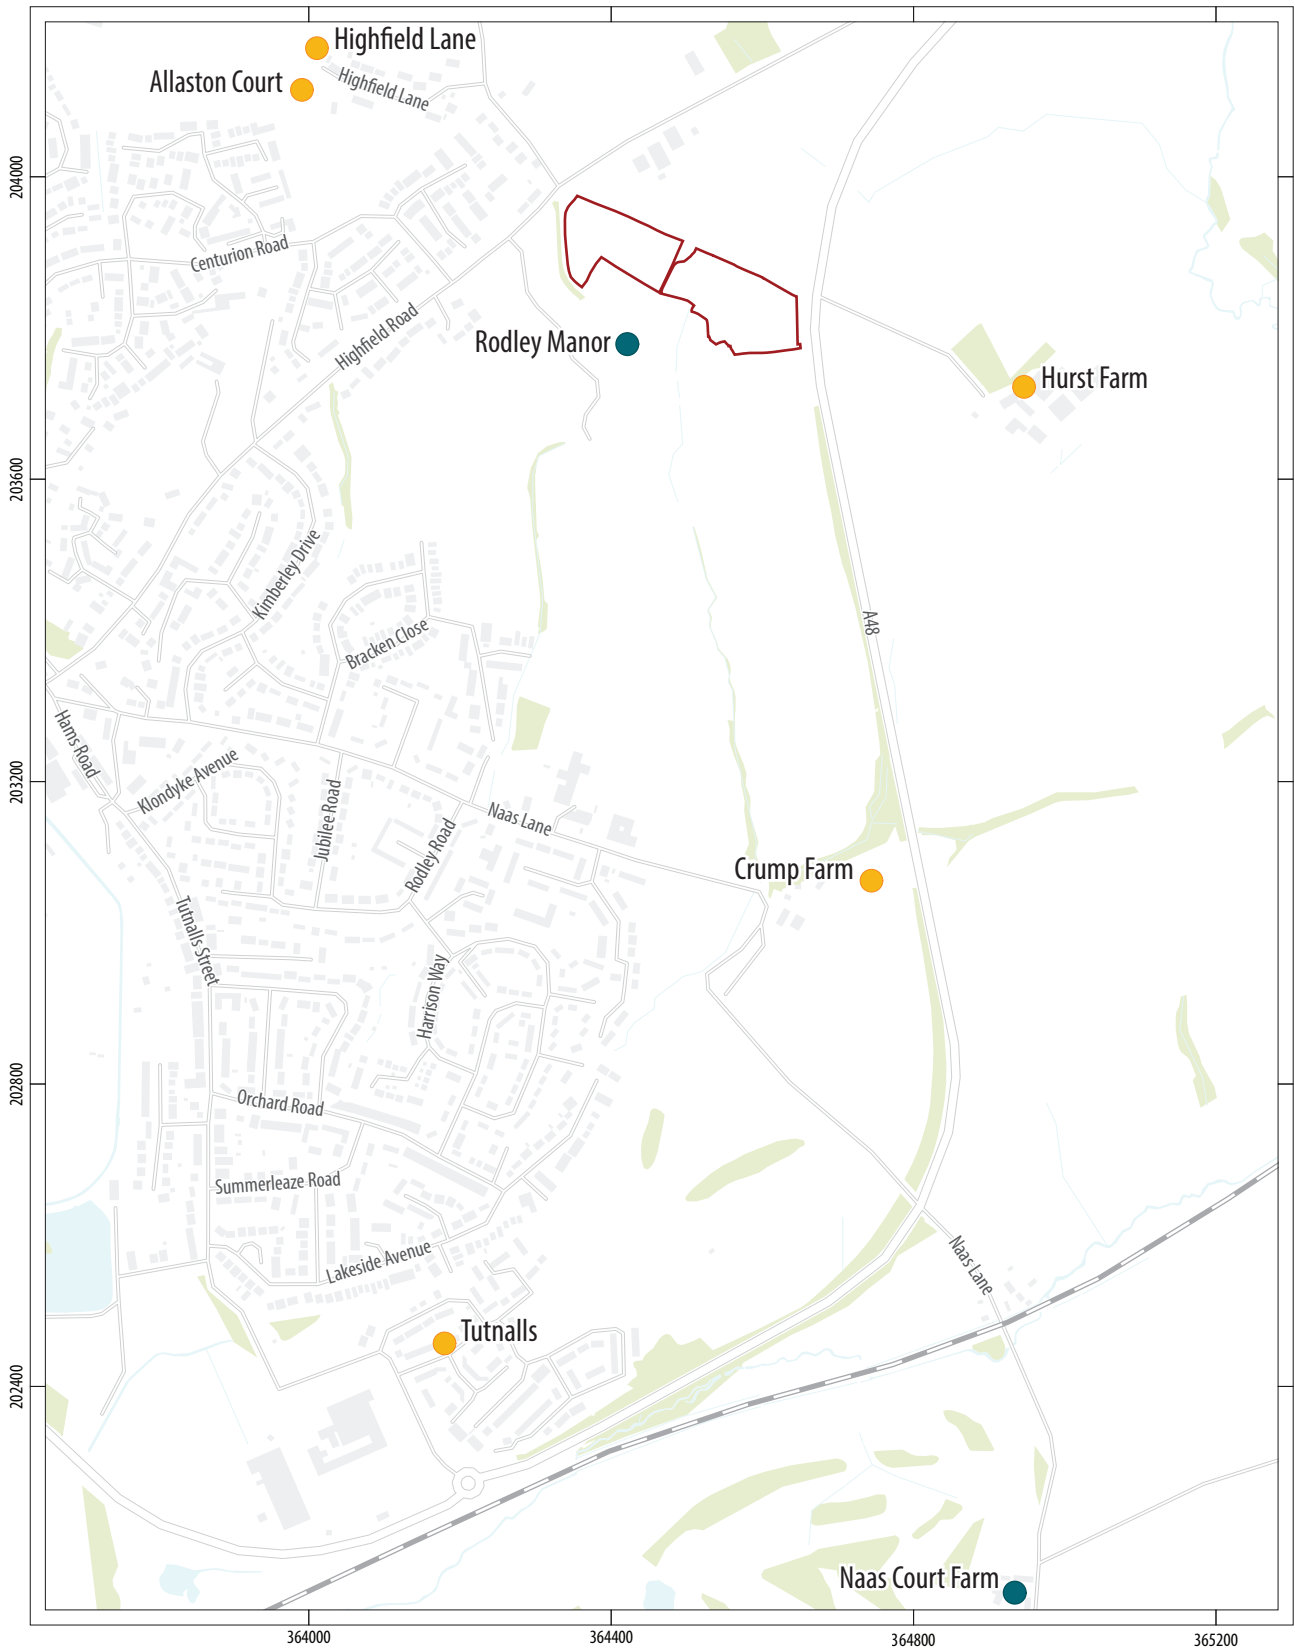 Highfield Lane
Allaston Court
Highfield Lane
204000
Centurion Road
Highfield Road
Rodley Manor
Hurst Farm
203600
Kimberley Drive
Bracken Close
A48
Hams Road
Klondyke Avenue
Jubilee Road
203200
Naas Lane
Rodley Road
Crump Farm
Tutnalls Street
Harrison Way
202800
Orchard Road
Summerleaze Road
Lakeside Avenue
Naas Lane
Tutnalls
202400
Naas Court Farm
364000
364400
364800
365200